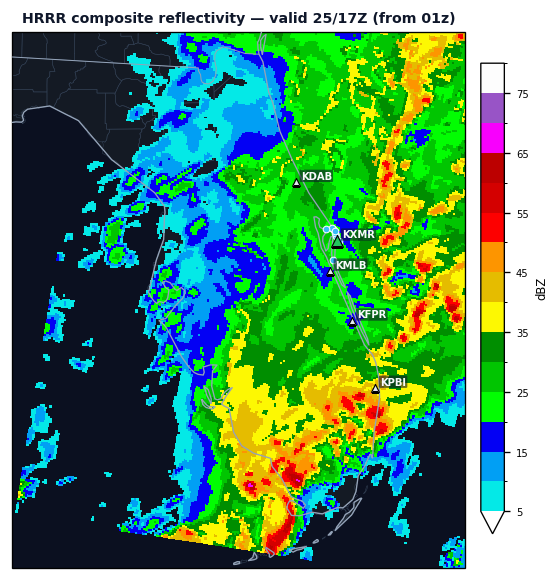 HRRR composite reflectivity — valid 25/17Z (from 01z)
KDAB
KXMR
KMLB
KFPR
KPBI
75
65
55
45
35
25
15
5
dBZ